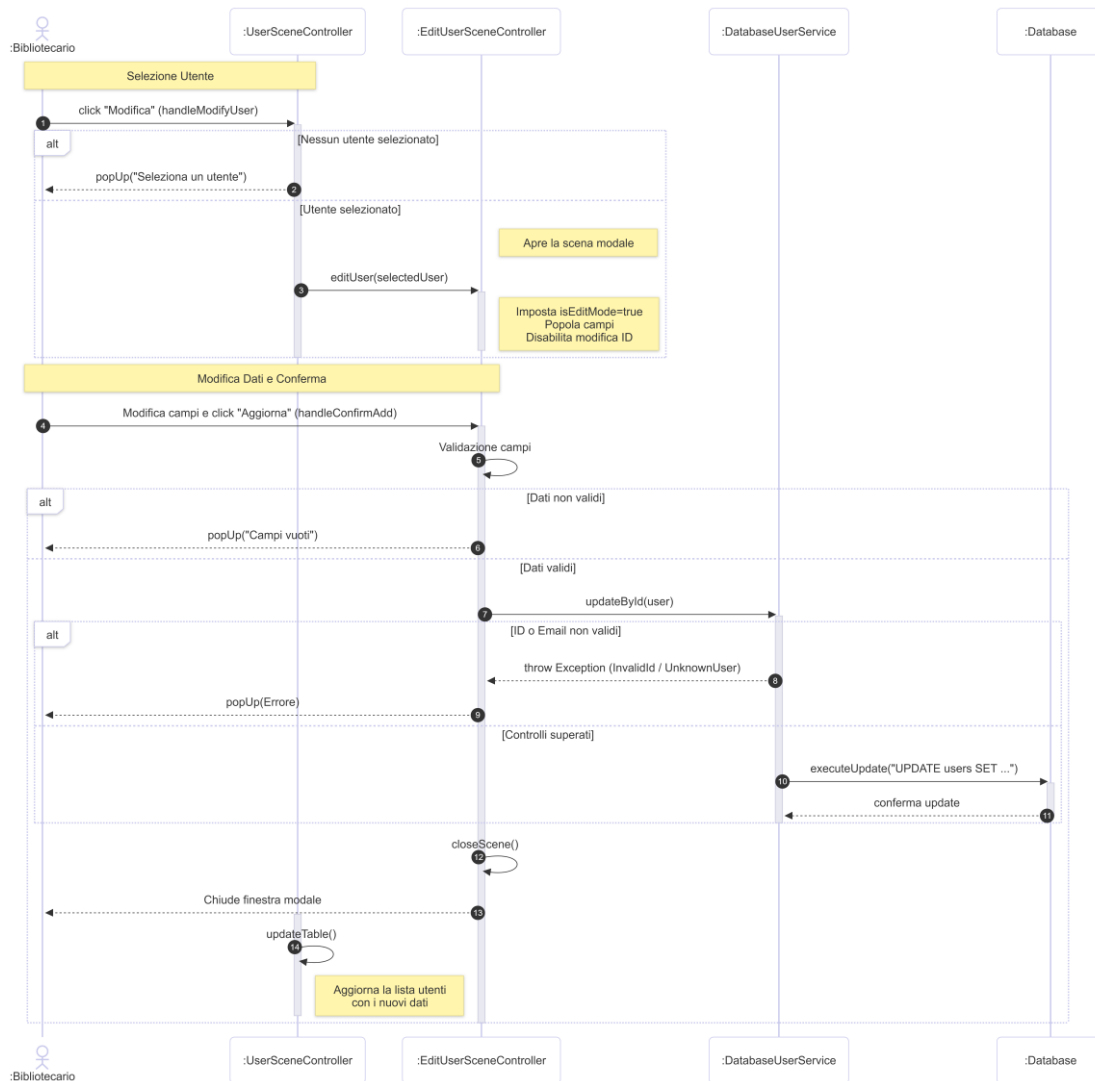 :Bibliotecario
:UserSceneController
:EditUserSceneController
:DatabaseUserService
:Database
Selezione Utente
click "Modifica" (handleModifyUser)
1
alt
[Nessun utente selezionato]
popUp("Seleziona un utente")
2
[Utente selezionato]
Apre la scena modale
editUser(selectedUser)
3
Imposta isEditMode=true
Popola campi
Disabilita modifica ID
Modifica Dati e Conferma
Modifica campi e click "Aggiorna" (handleConfirmAdd)
4
Validazione campi
5
alt
[Dati non validi]
popUp("Campi vuoti")
6
[Dati validi]
updateById(user)
7
alt
[ID o Email non validi]
throw Exception (InvalidId / UnknownUser)
8
popUp(Errore)
9
[Controlli superati]
executeUpdate("UPDATE users SET ...")
10
conferma update
11
closeScene()
12
Chiude finestra modale
13
updateTable()
14
Aggiorna la lista utenti
con i nuovi dati
:Bibliotecario
:UserSceneController
:EditUserSceneController
:DatabaseUserService
:Database